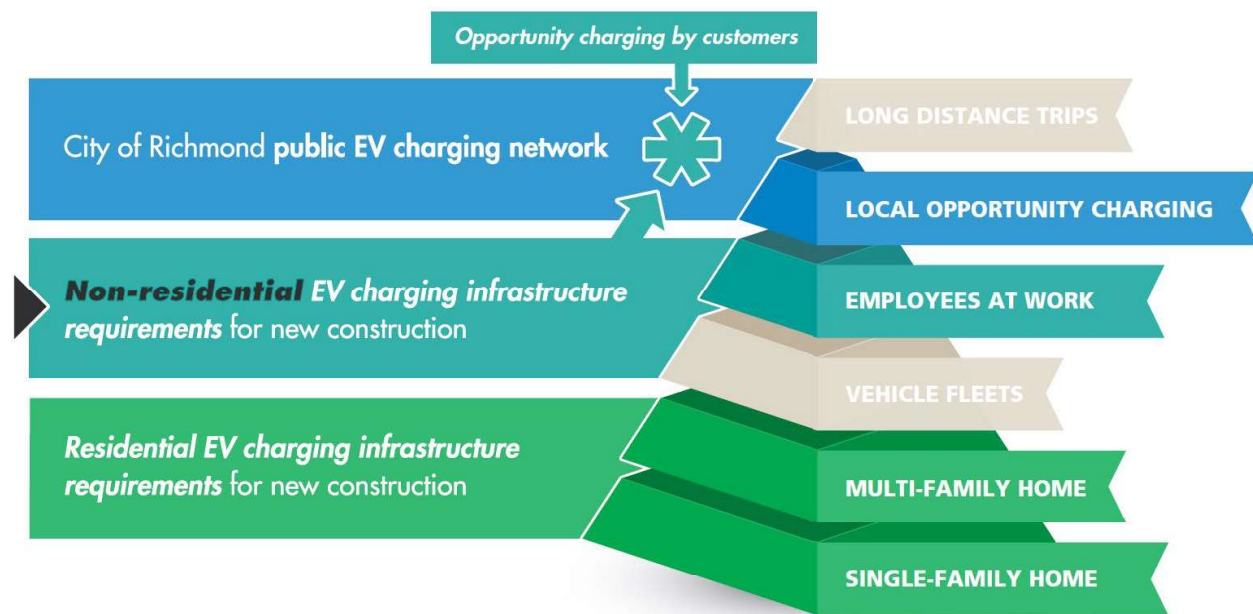 Opportunity charging by customers
City of Richmond public EV charging network
Non-residential EV charging infrastructure
requirements for new construction
Residential EV charging infrastructure
requirements for new construction
LONG DISTANCE TRIPS
LOCAL OPPORTUNITY CHARGING
EMPLOYEES AT WORK
VEHICLE FLEETS
MULTI-FAMILY HOME
SINGLE-FAMILY HOME